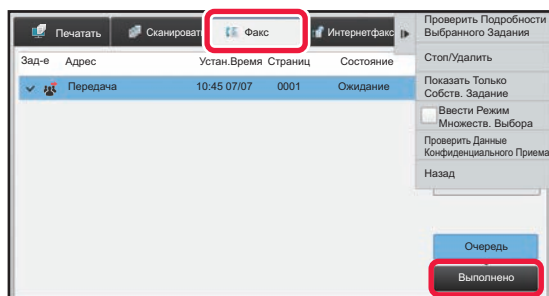 Печатать
Сканировать
Факс
Интернетфакс
Зад-е Адрес Устан.Время Страниц Состояние
Передача 10:45 07/07 0001 Ожидание
Проверить Подробности
Выбранного Задания
Стоп/Удалить
Показать Только
Собств. Задание
Ввести Режим
Множеств. Выбора
Проверить Данные
Конфиденциального Приема
Назад
Очередь
Выполнено